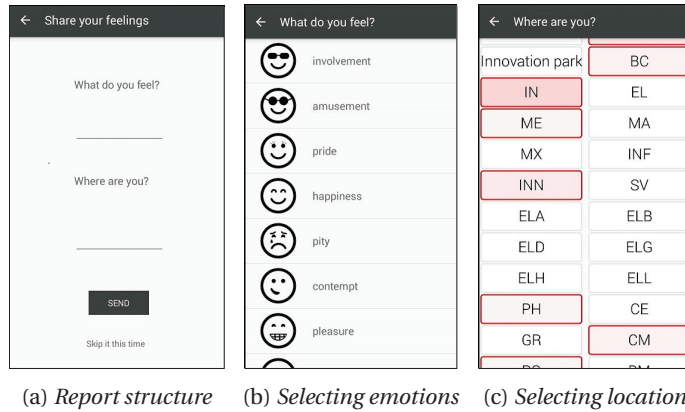 ← Share your feelings
What do you feel?
Where are you?
SEND
Skip it this time
← What do you feel?
involvement
amusement
pride
happiness
pity
contempt
pleasure
← Where are you?
Innovation park BC
IN EL
ME MA
MX INF
INN SV
ELA ELB
ELD ELG
ELH ELL
PH CE
GR CM
(a) Report structure (b) Selecting emotions (c) Selecting location